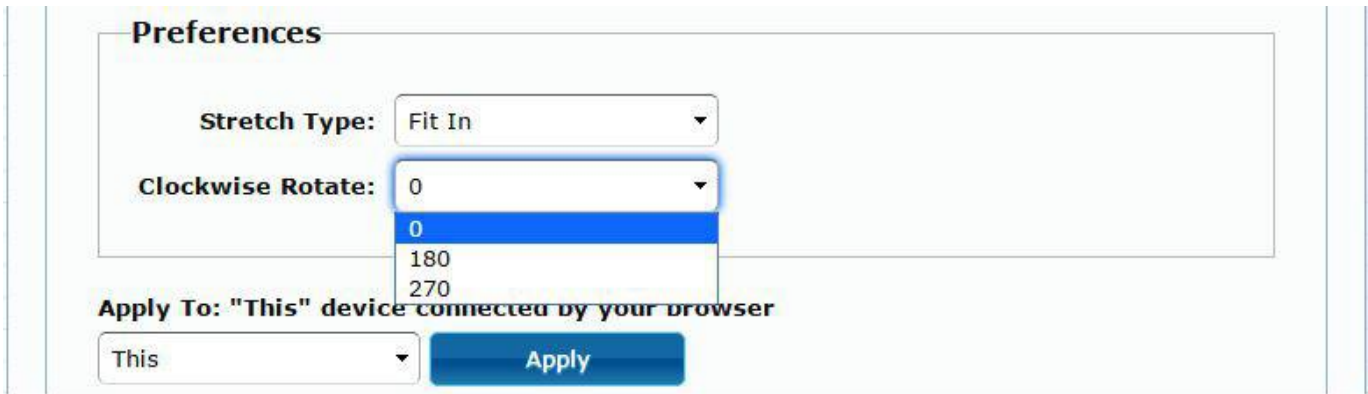 Preferences
Stretch Type: Fit In
Clockwise Rotate: 0
0
180
270
Apply To: "This" device connected by your browser
This Apply